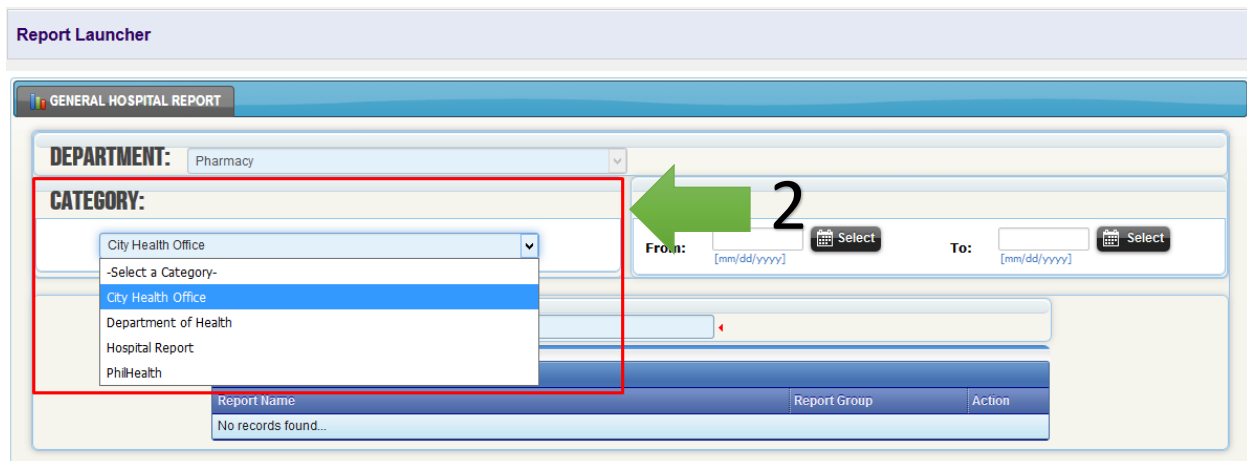 Report Launcher
GENERAL HOSPITAL REPORT
DEPARTMENT: Pharmacy
CATEGORY:
2
City Health Office
From: Select To: Select
[mm/dd/yyyy] [mm/dd/yyyy]
-Select a Category-
City Health Office
Department of Health
Hospital Report
PhilHealth
Report Name Report Group Action
No records found...